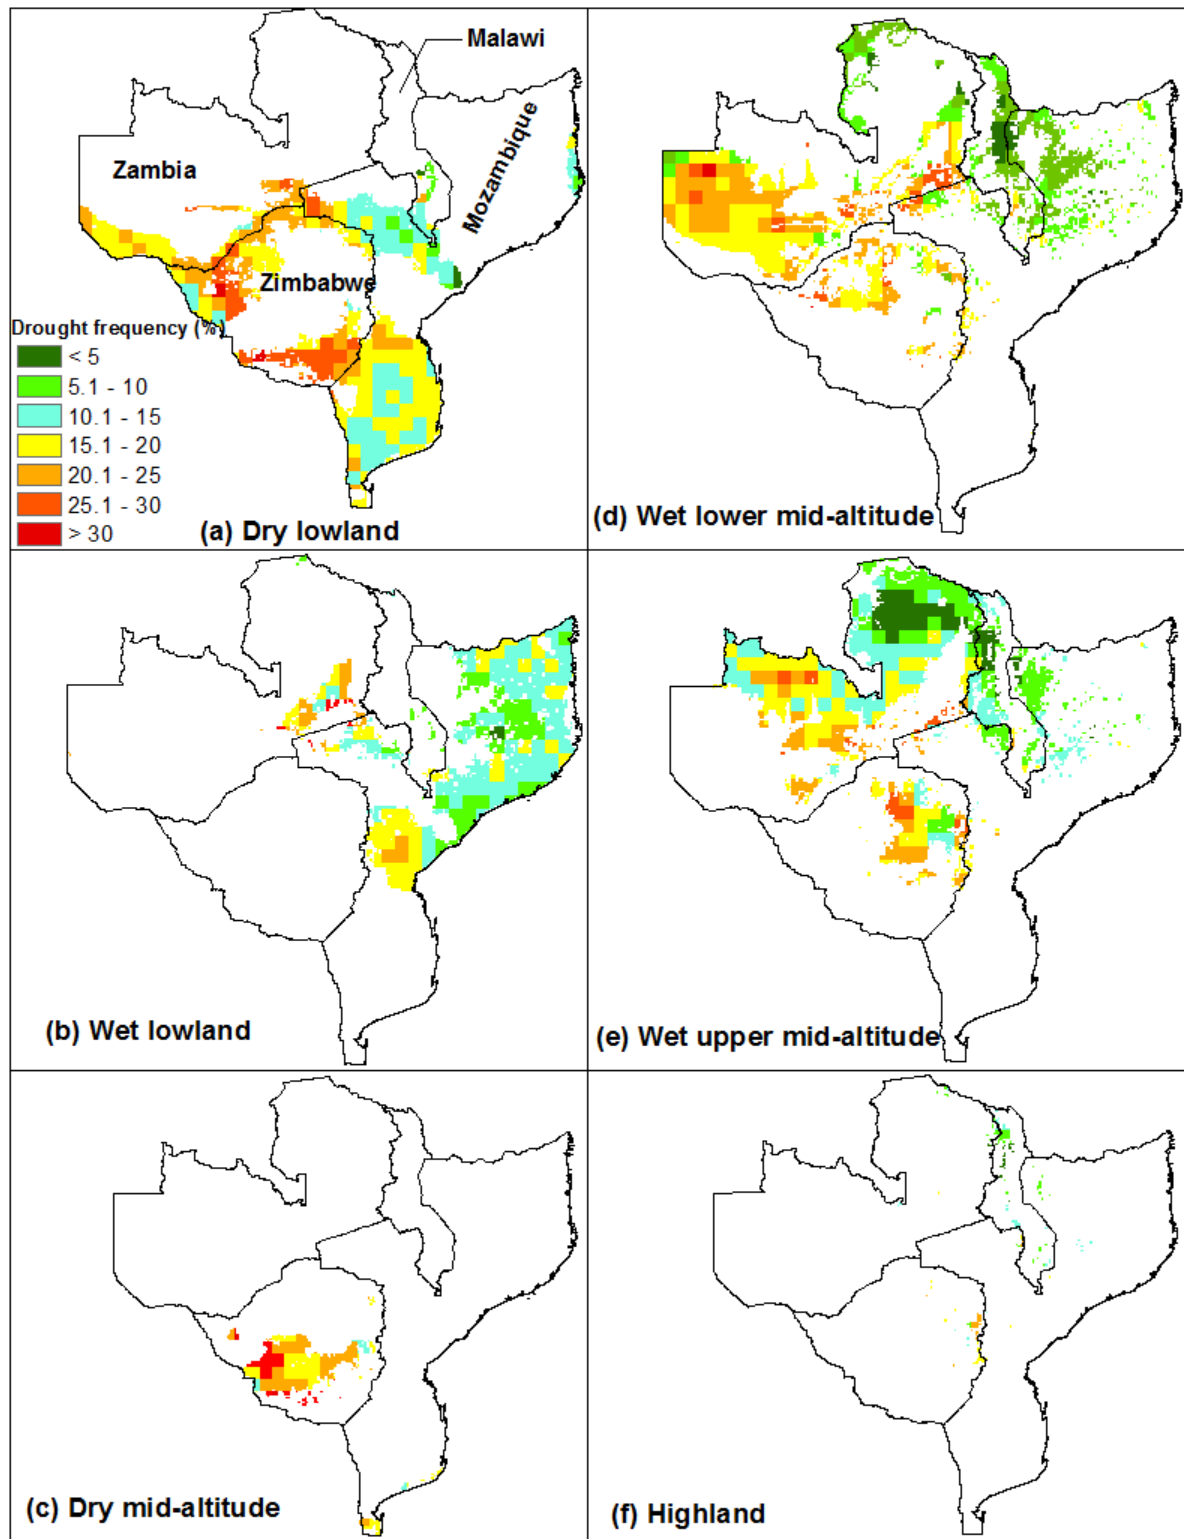 Malawi
Zambia
Mozambique
Zimbabwe
Drought frequency (%)
< 5
5.1 - 10
10.1 - 15
15.1 - 20
20.1 - 25
25.1 - 30
> 30
(a) Dry lowland
(d) Wet lower mid-altitude
(b) Wet lowland
(e) Wet upper mid-altitude
(c) Dry mid-altitude
(f) Highland